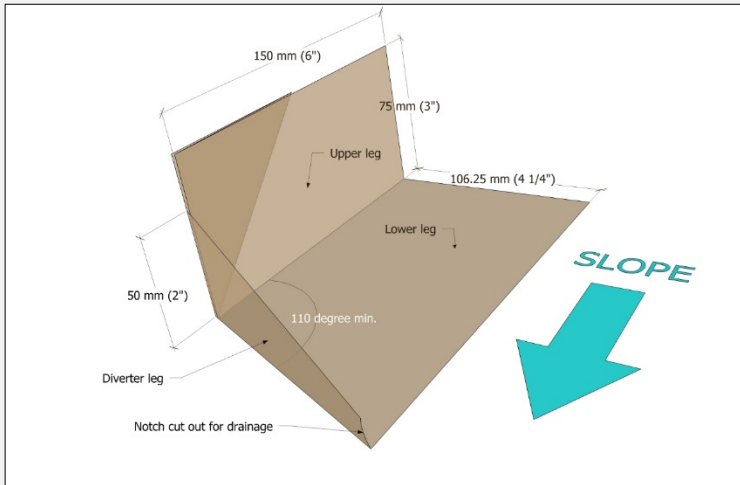 150 mm (6")
75 mm (3")
Upper leg
106.25 mm (4 1/4")
Lower leg
SLOPE
50 mm (2")
110 degree min.
Diverter leg
Notch cut out for drainage